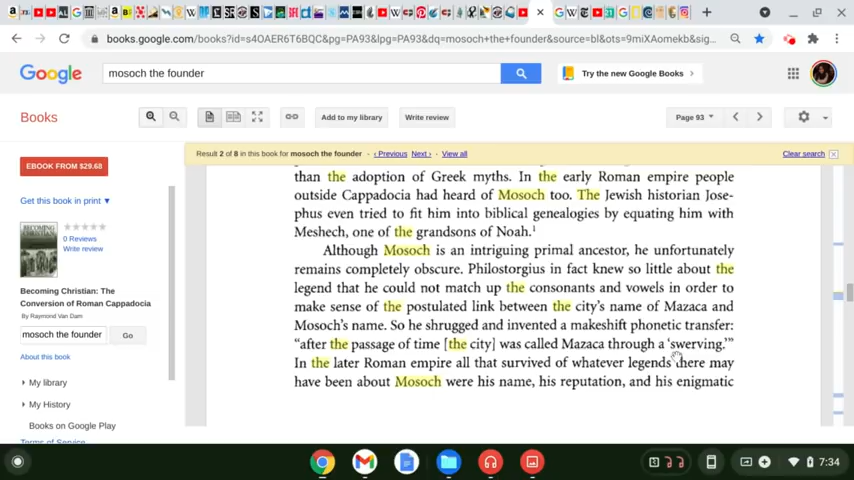 books.google.com/books?id=s4OAER6T6BQC&pg=PA93&lpg=PA93&dq=mosoch+the+founder&source=bl&ots=9miXAomekb&sig...
Google
mosoch the founder
Try the new Google Books
Books
Add to my library
Write review
Page 93
Result 2 of 8 in this book for mosoch the founder
‹ Previous Next › - View all
Clear search
EBOOK FROM $29.68
Get this book in print ▼
0 Reviews
Write review
Becoming Christian: The
Conversion of Roman Cappadocia
By Raymond Van Dam
mosoch the founder
Go
About this book
My library
My History
Books on Google Play
Terms of Service
than the adoption of Greek myths. In the early Roman empire people
outside Cappadocia had heard of Mosoch too. The Jewish historian Jose-
phus even tried to fit him into biblical genealogies by equating him with
Meshech, one of the grandsons of Noah.¹
Although Mosoch is an intriguing primal ancestor, he unfortunately
remains completely obscure. Philostorgius in fact knew so little about the
legend that he could not match up the consonants and vowels in order to
make sense of the postulated link between the city's name of Mazaca and
Mosoch's name. So he shrugged and invented a makeshift phonetic transfer:
“after the passage of time [the city] was called Mazaca through a ‘swerving.’”
In the later Roman empire all that survived of whatever legends there may
have been about Mosoch were his name, his reputation, and his enigmatic
7:34